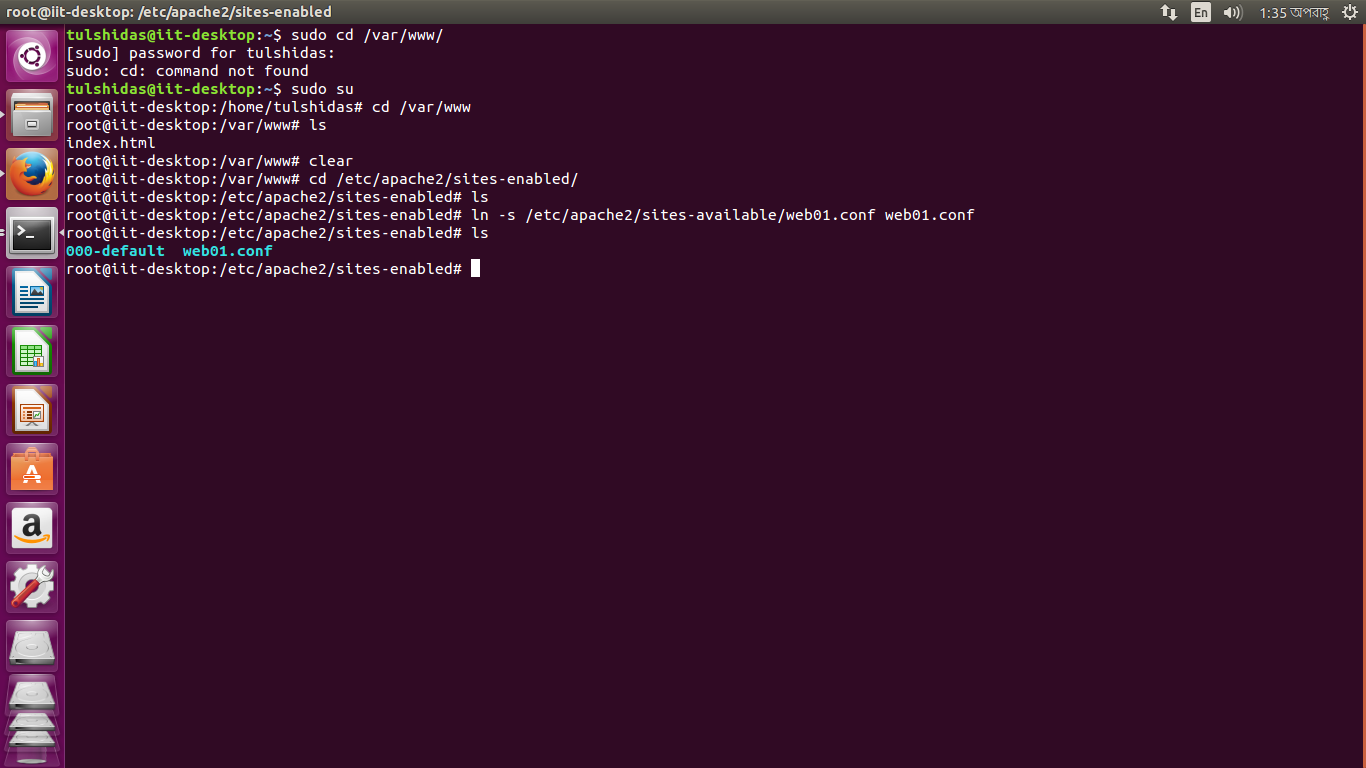 root@iit-desktop: /etc/apache2/sites-enabled
En
1:35 অপরাহ্ণ
tulshidas@iit-desktop:~$ sudo cd /var/www/
[sudo] password for tulshidas:
sudo: cd: command not found
tulshidas@iit-desktop:~$ sudo su
root@iit-desktop:/home/tulshidas# cd /var/www
root@iit-desktop:/var/www# ls
index.html
root@iit-desktop:/var/www# clear
root@iit-desktop:/var/www# cd /etc/apache2/sites-enabled/
root@iit-desktop:/etc/apache2/sites-enabled# ls
root@iit-desktop:/etc/apache2/sites-enabled# ln -s /etc/apache2/sites-available/web01.conf web01.conf
root@iit-desktop:/etc/apache2/sites-enabled# ls
000-default  web01.conf
root@iit-desktop:/etc/apache2/sites-enabled#